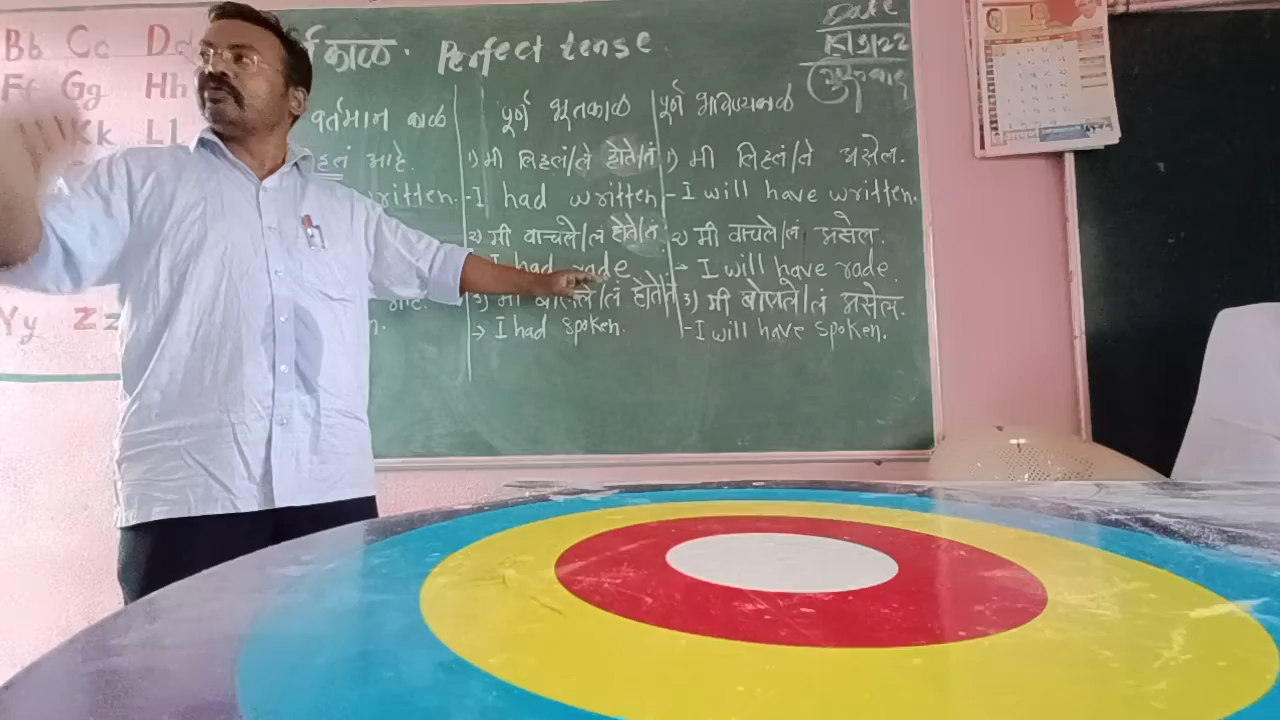 Bb Cc Dd
काळ. Perfect tense
Date
Ff Gg Hh
Kk Ll
Yy Zz
वर्तमान काळ
आहे.
written.
पूर्ण भूतकाळ
१) मी लिहलं/ले होते/तं
-I had written
२) मी वाचले/लं होते/तं
I had rade
३) मी बोलले/लं होते/तं
→ I had spoken.
पूर्ण भविष्यकाळ
१) मी लिहलं/ले असेल.
-I will have written.
२) मी वाचले/लं असेल.
- I will have rade
३) मी बोलले/लं असेल.
-I will have spoken.